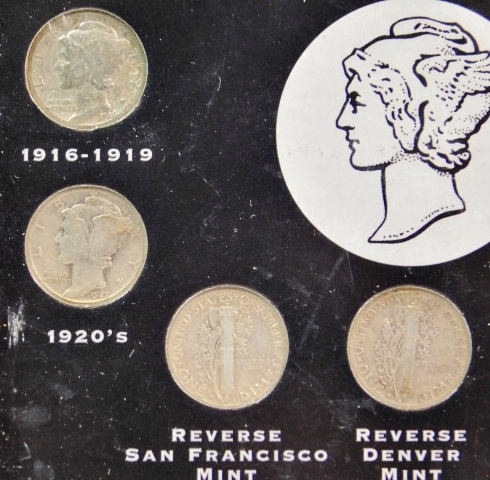 1916-1919
1920's
REVERSE
SAN FRANCISCO
MINT
REVERSE
DENVER
MINT